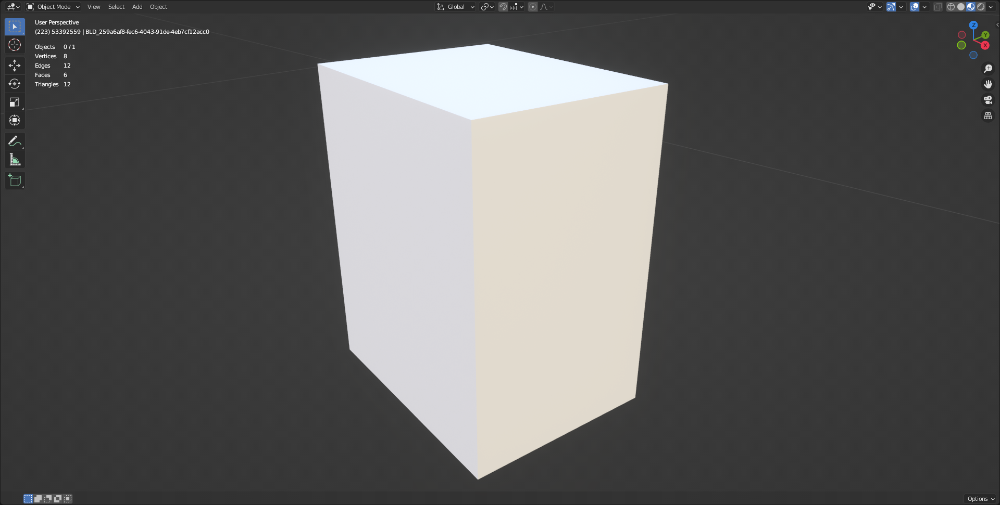 Object Mode View Select Add Object Global
User Perspective
(223) 53392559 | BLD_259a6af8-fec6-4043-91de-4eb7cf12acc0
Objects 0 / 1
Vertices 8
Edges 12
Faces 6
Triangles 12
Z
Y
X
Options